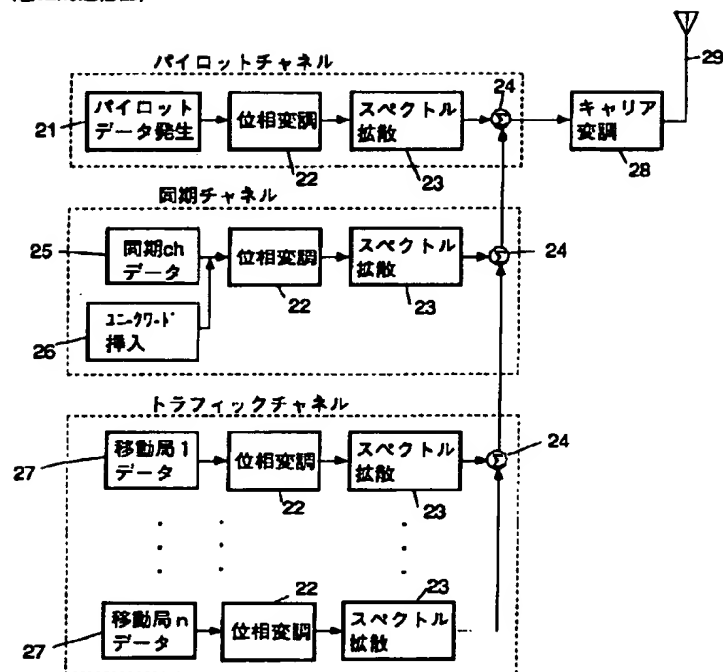 29
パイロットチャネル
24
パイロット
データ発生
位相変調
スペクトル
拡散
Σ
キャリア
変調
21
22
23
28
同期チャネル
25
同期ch
データ
位相変調
スペクトル
拡散
Σ
24
22
23
26
ユニークワード
挿入
トラフィックチャネル
24
27
移動局1
データ
位相変調
スペクトル
拡散
Σ
22
23
22
23
27
移動局n
データ
位相変調
スペクトル
拡散